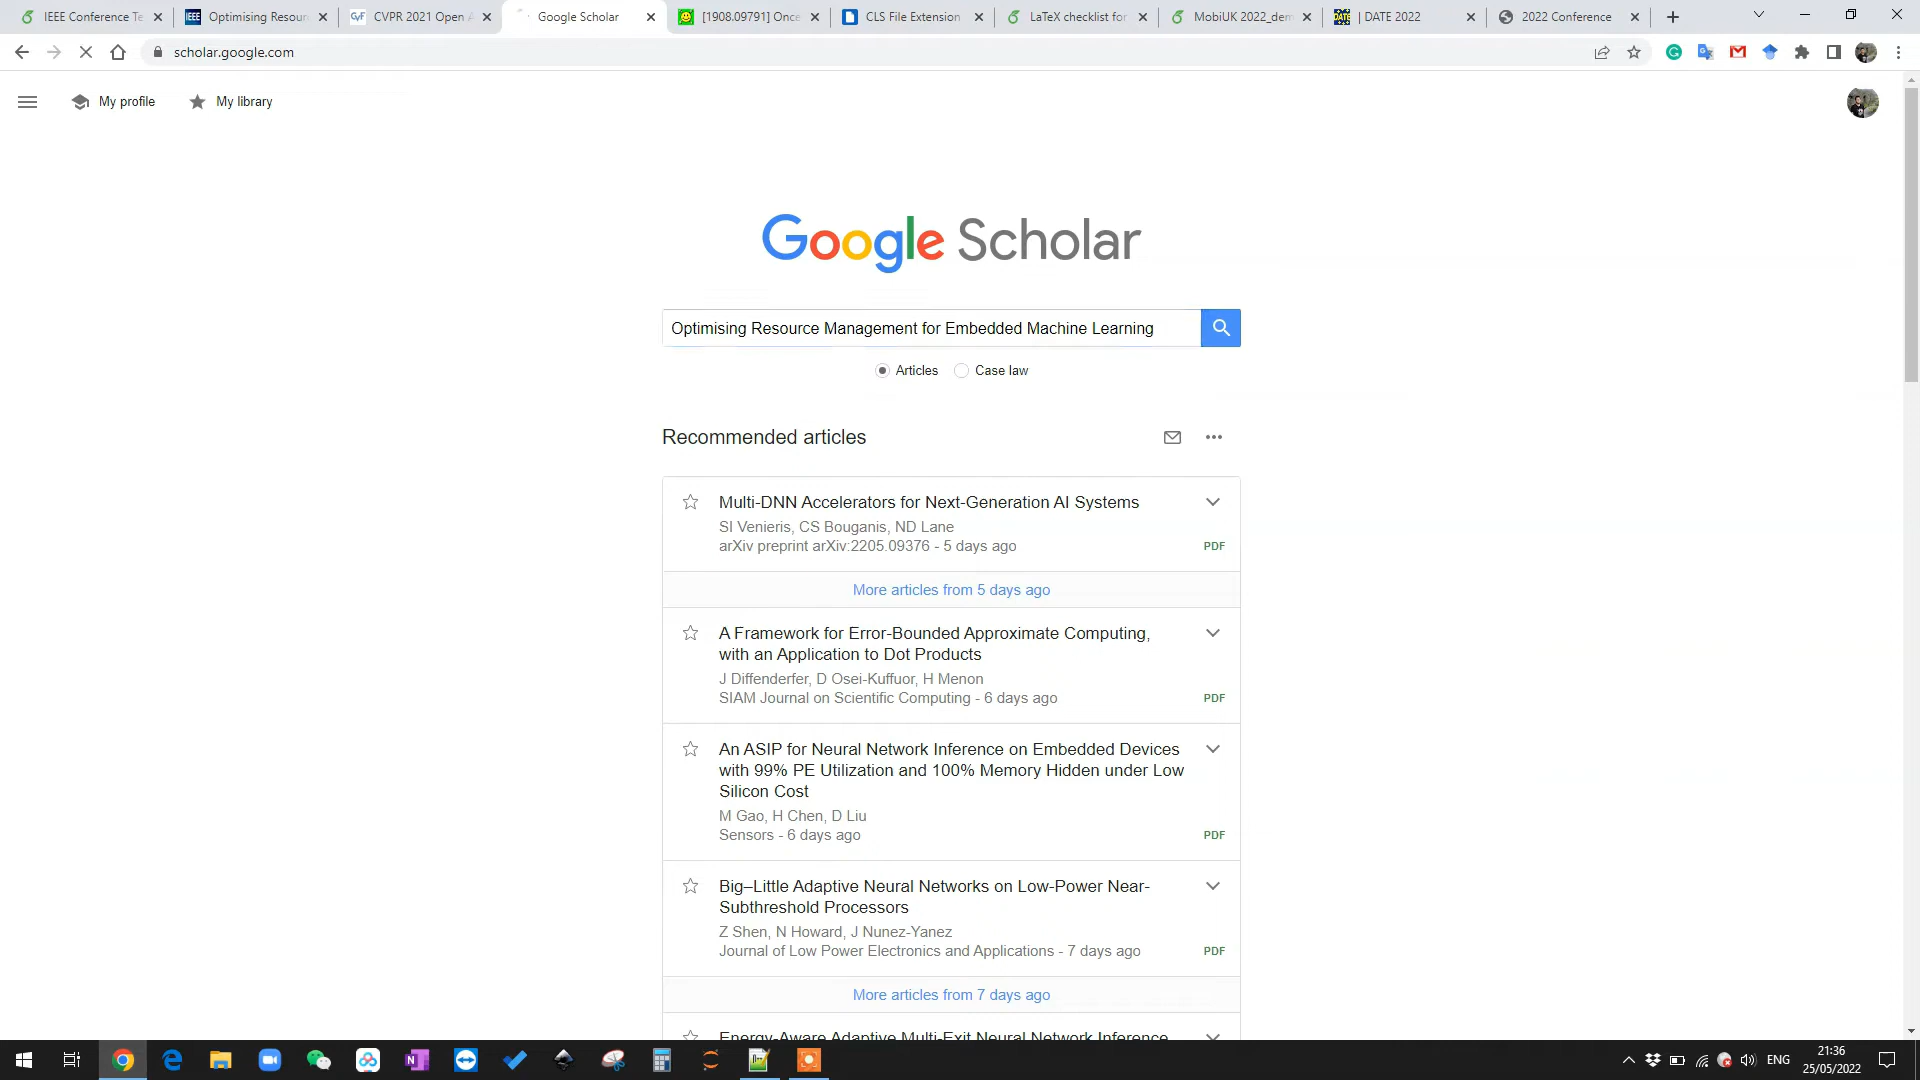 IEEE Conference Te
Optimising Resour
CVPR 2021 Open A
Google Scholar
[1908.09791] Once
CLS File Extension
LaTeX checklist for
MobiUK 2022_dem
| DATE 2022
2022 Conference
scholar.google.com
My profile
My library
Google Scholar
Optimising Resource Management for Embedded Machine Learning
Articles
Case law
Recommended articles
Multi-DNN Accelerators for Next-Generation AI Systems
SI Venieris, CS Bouganis, ND Lane
arXiv preprint arXiv:2205.09376 - 5 days ago
PDF
More articles from 5 days ago
A Framework for Error-Bounded Approximate Computing,
with an Application to Dot Products
J Diffenderfer, D Osei-Kuffuor, H Menon
SIAM Journal on Scientific Computing - 6 days ago
PDF
An ASIP for Neural Network Inference on Embedded Devices
with 99% PE Utilization and 100% Memory Hidden under Low
Silicon Cost
M Gao, H Chen, D Liu
Sensors - 6 days ago
PDF
Big–Little Adaptive Neural Networks on Low-Power Near-
Subthreshold Processors
Z Shen, N Howard, J Nunez-Yanez
Journal of Low Power Electronics and Applications - 7 days ago
PDF
More articles from 7 days ago
Energy-Aware Adaptive Multi-Exit Neural Network Inference
ENG
21:36
25/05/2022